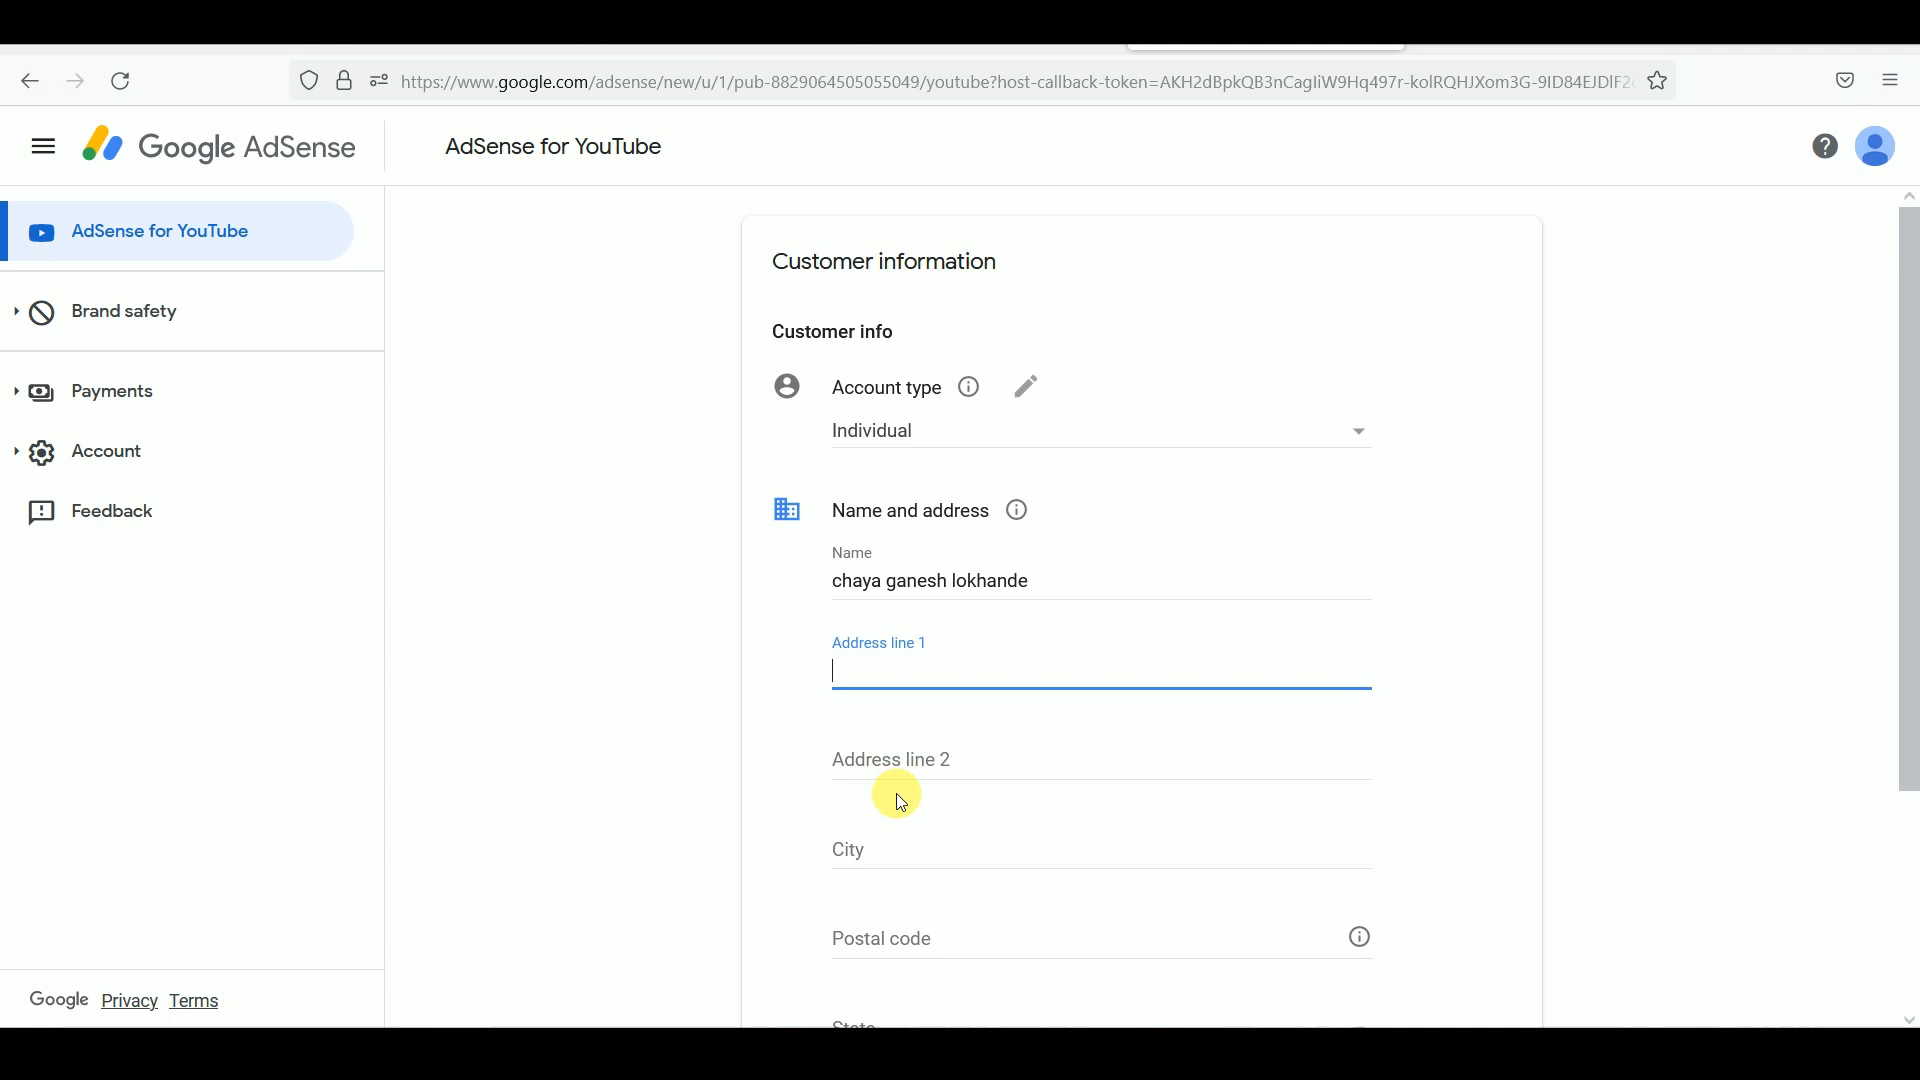 https://www.google.com/adsense/new/u/1/pub-8829064505055049/youtube?host-callback-token=AKH2dBpkQB3nCagliW9Hq497r-kolRQHJXom3G-9ID84EJDlF2
Google AdSense
AdSense for YouTube
AdSense for YouTube
Brand safety
Payments
Account
Feedback
Google Privacy Terms
Customer information
Customer info
Account type
Individual
Name and address
Name
chaya ganesh lokhande
Address line 1
Address line 2
City
Postal code
State